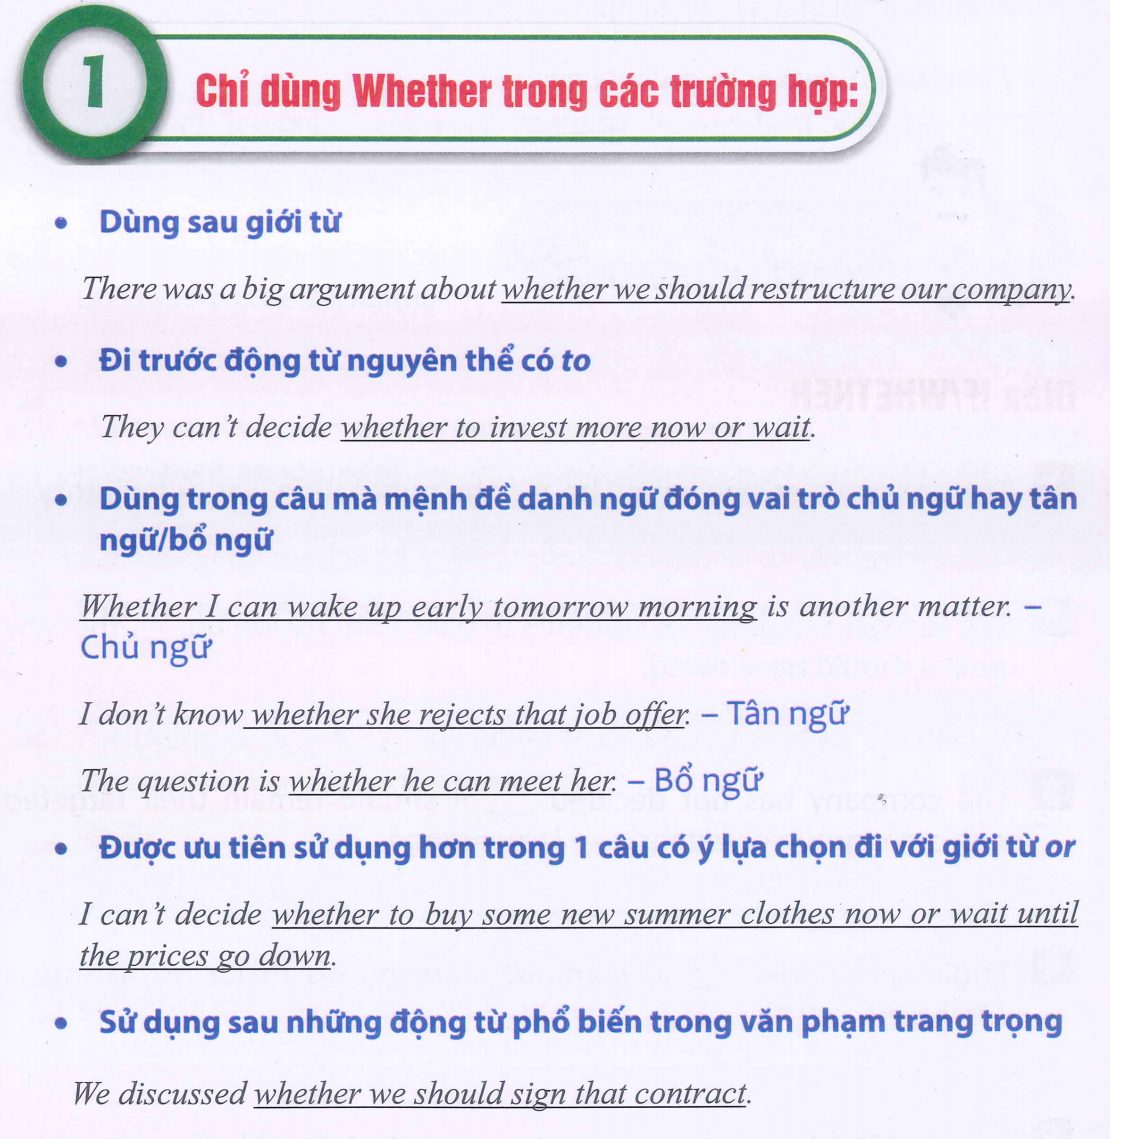 1
Chỉ dùng Whether trong các trường hợp:
• Dùng sau giới từ
There was a big argument about whether we should restructure our company.
• Đi trước động từ nguyên thể có to
They can't decide whether to invest more now or wait.
• Dùng trong câu mà mệnh đề danh ngữ đóng vai trò chủ ngữ hay tân
ngữ/bổ ngữ
Whether I can wake up early tomorrow morning is another matter. –
Chủ ngữ
I don't know whether she rejects that job offer. – Tân ngữ
The question is whether he can meet her. – Bổ ngữ
• Được ưu tiên sử dụng hơn trong 1 câu có ý lựa chọn đi với giới từ or
I can't decide whether to buy some new summer clothes now or wait until
the prices go down.
• Sử dụng sau những động từ phổ biến trong văn phạm trang trọng
We discussed whether we should sign that contract.